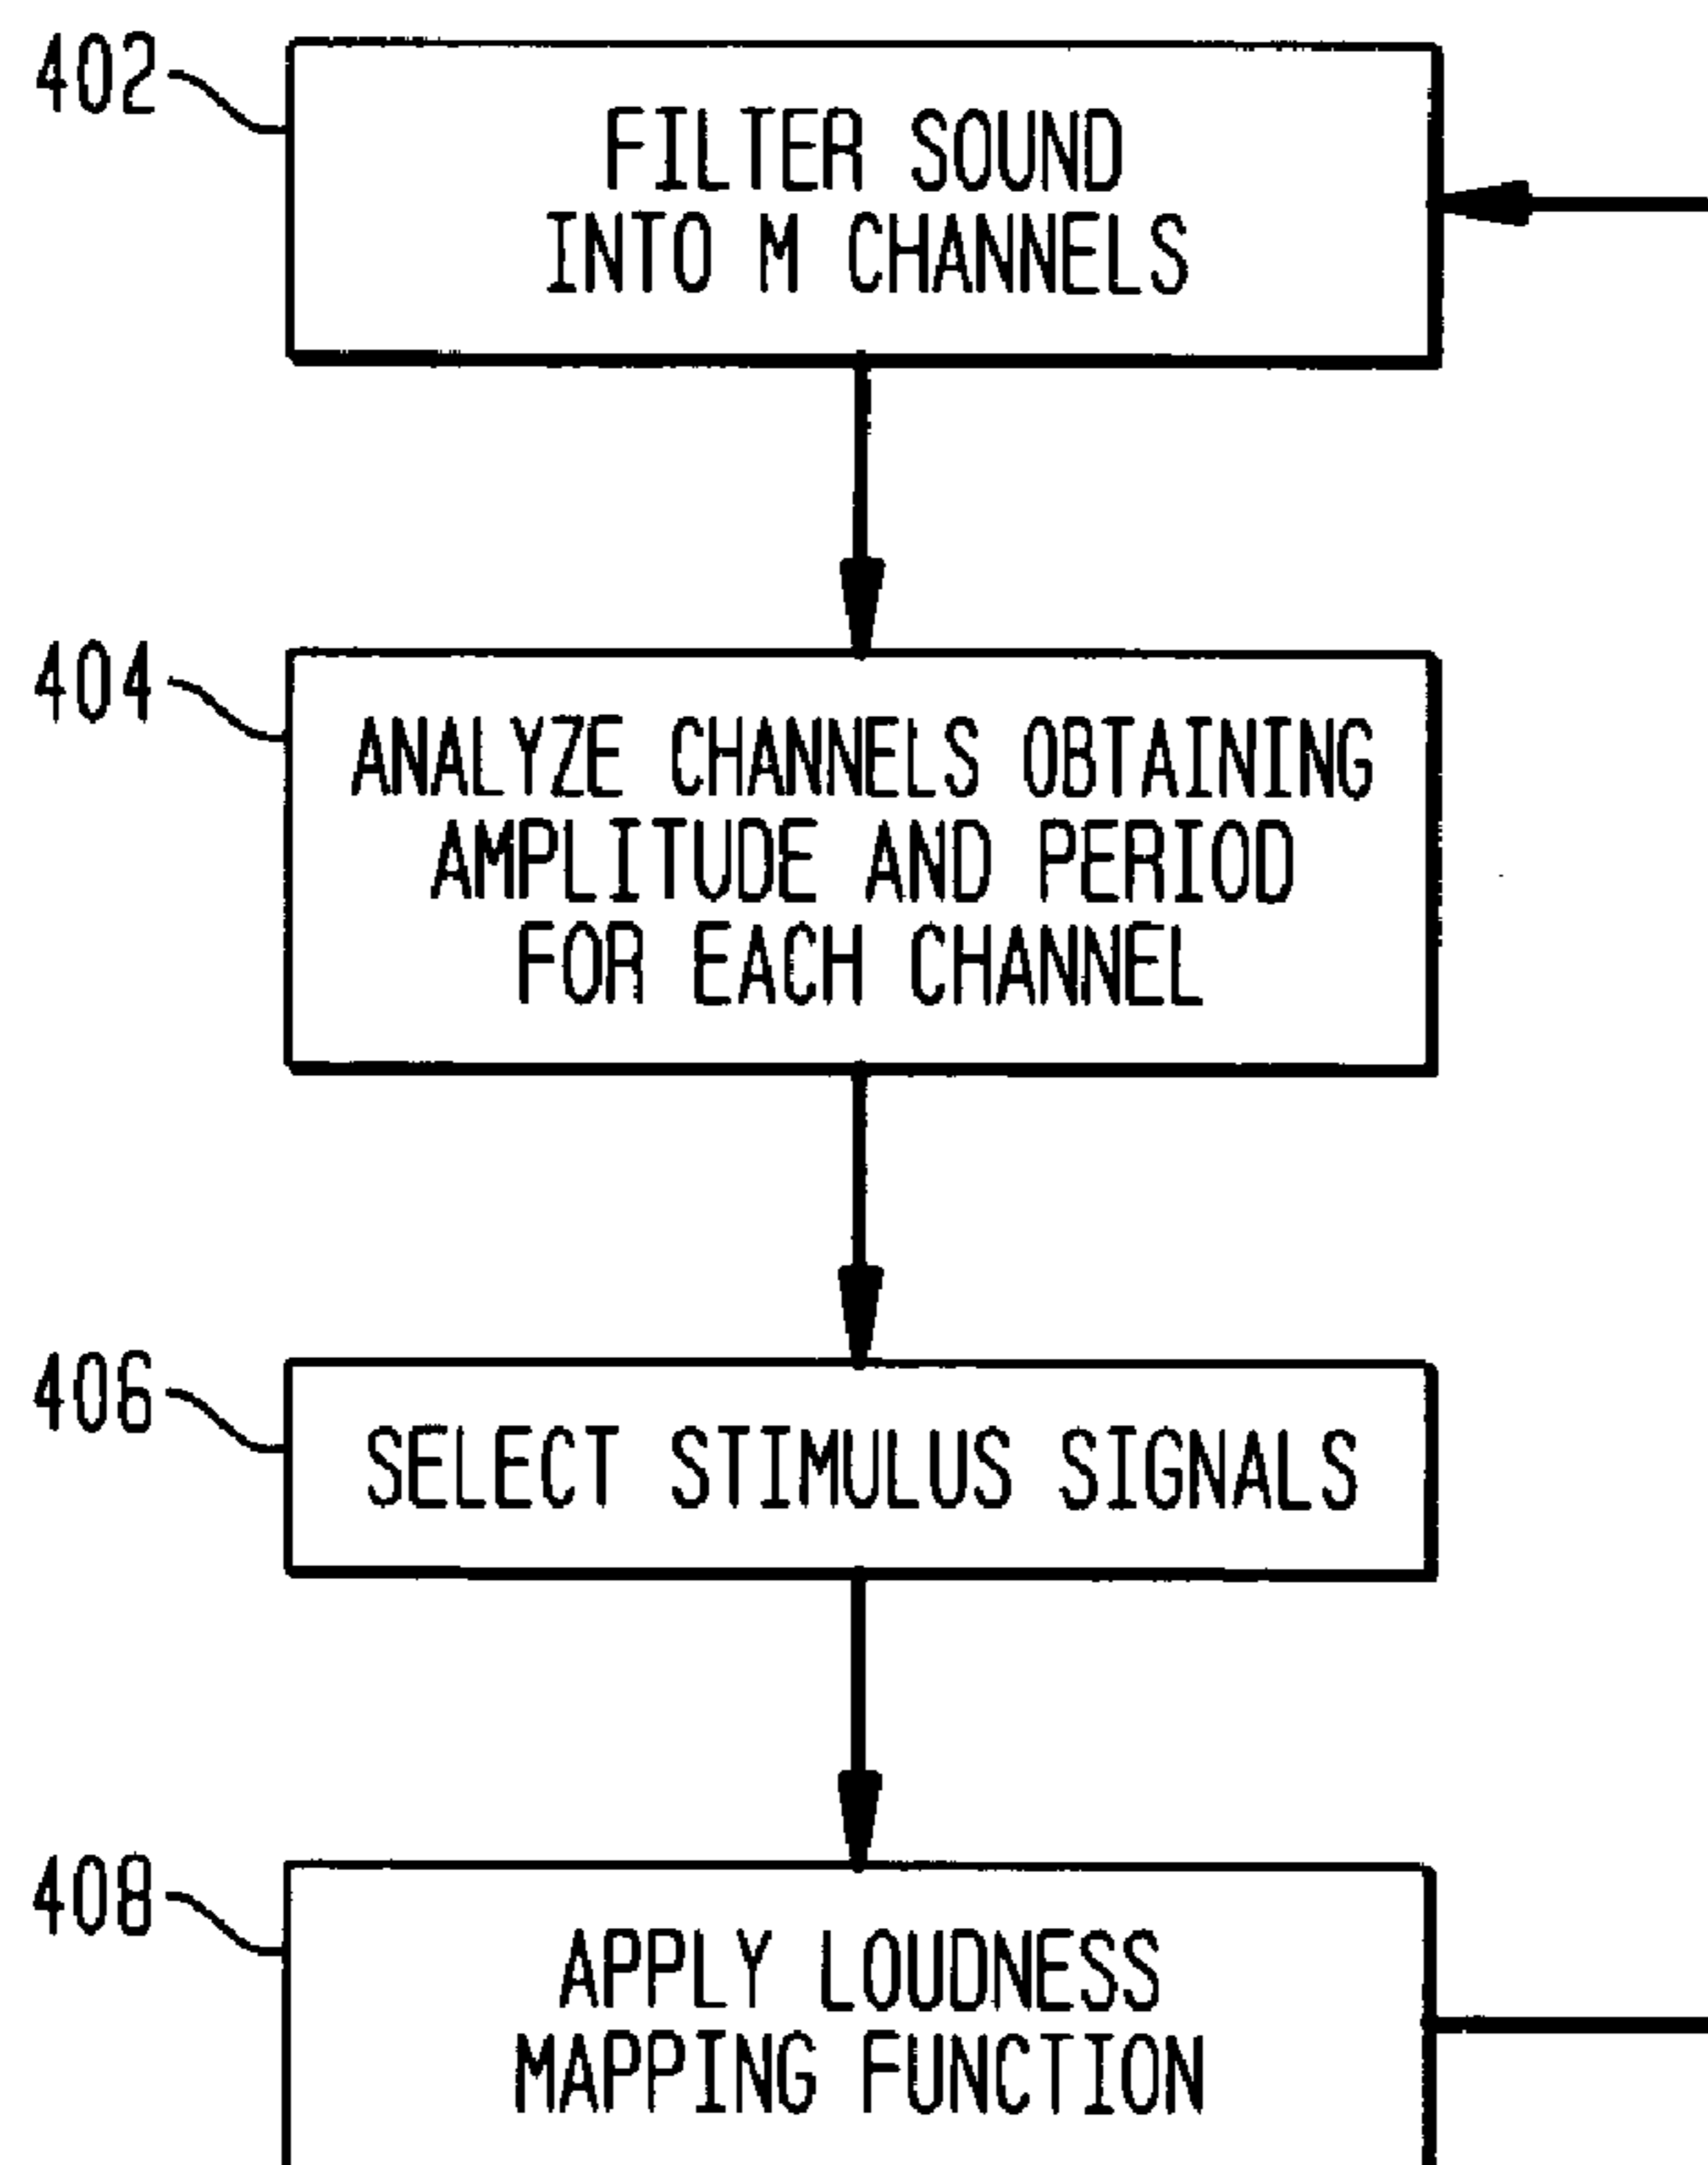 402
FILTER SOUND
INTO M CHANNELS
404
ANALYZE CHANNELS OBTAINING
AMPLITUDE AND PERIOD
FOR EACH CHANNEL
406
SELECT STIMULUS SIGNALS
408
APPLY LOUDNESS
MAPPING FUNCTION